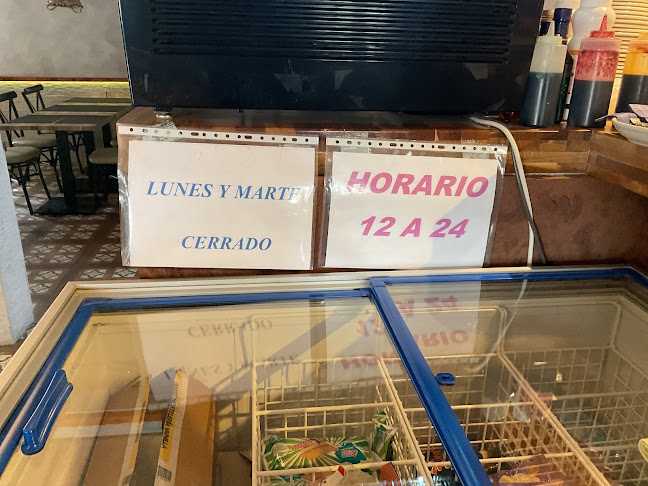 LUNES Y MARTE
CERRADO
HORARIO
12 A 24